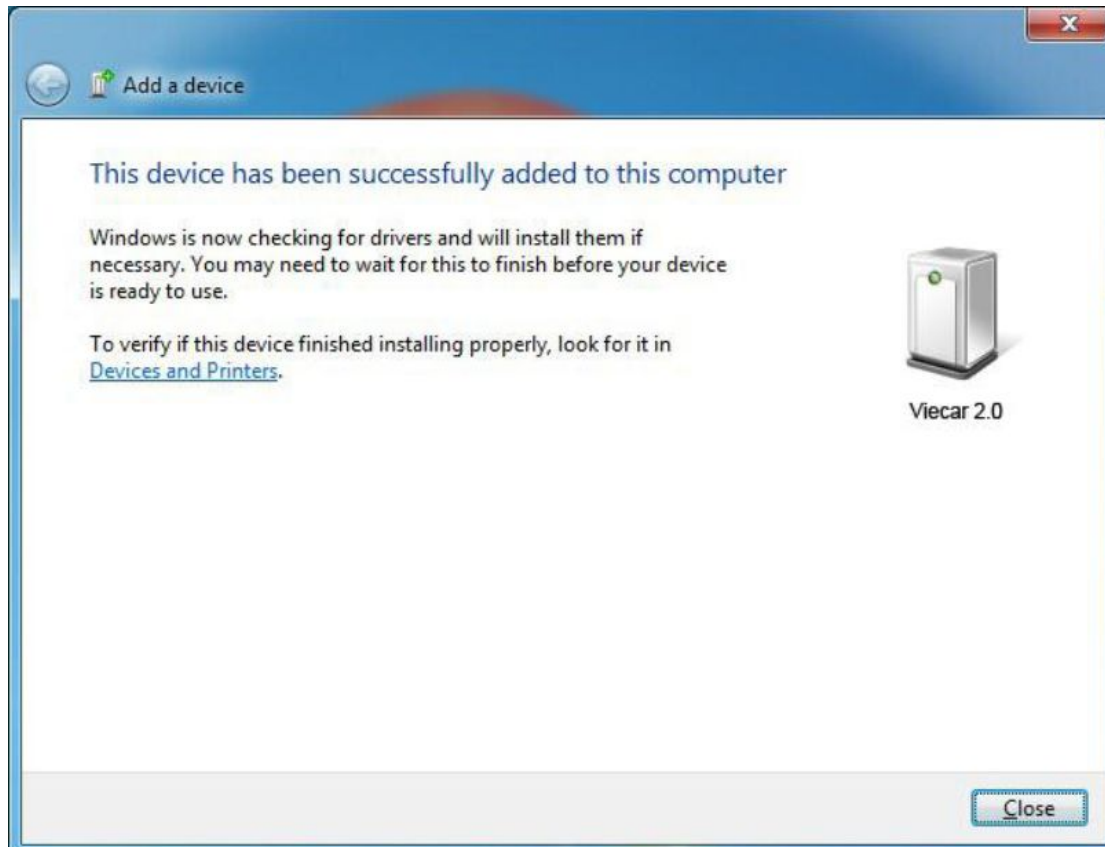 Add a device
This device has been successfully added to this computer
Windows is now checking for drivers and will install them if
necessary. You may need to wait for this to finish before your device
is ready to use.
To verify if this device finished installing properly, look for it in
Devices and Printers.
Viecar 2.0
Close